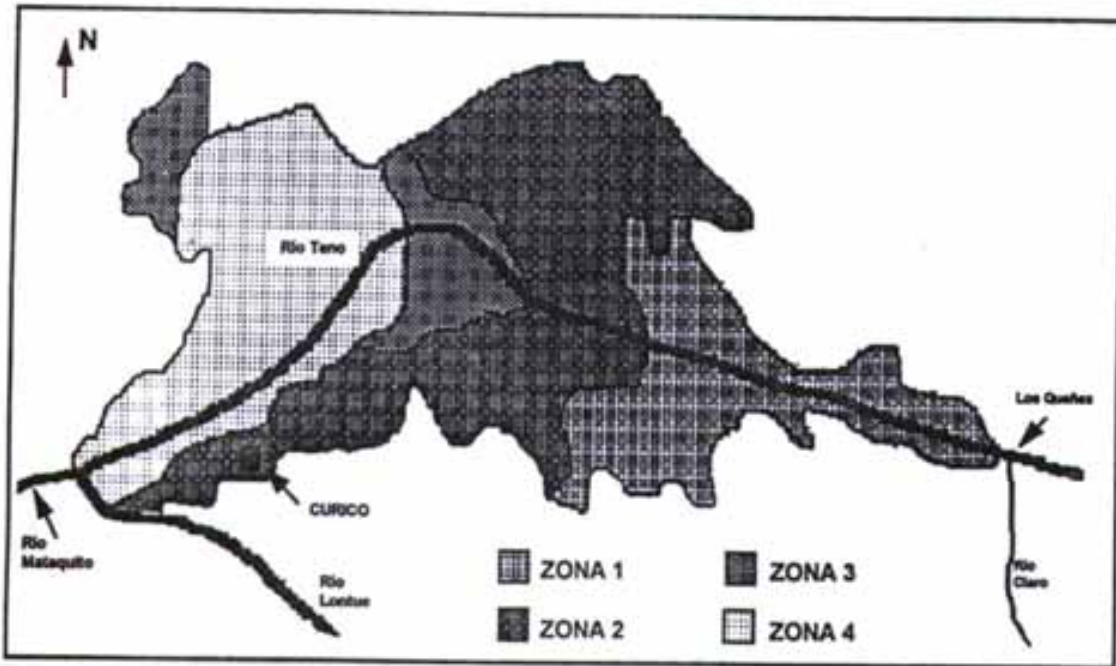 N
Río Teno
Los Queñes
CURICO
Río
Mataquito
Río
Lontue
Río
Claro
ZONA 1
ZONA 2
ZONA 3
ZONA 4